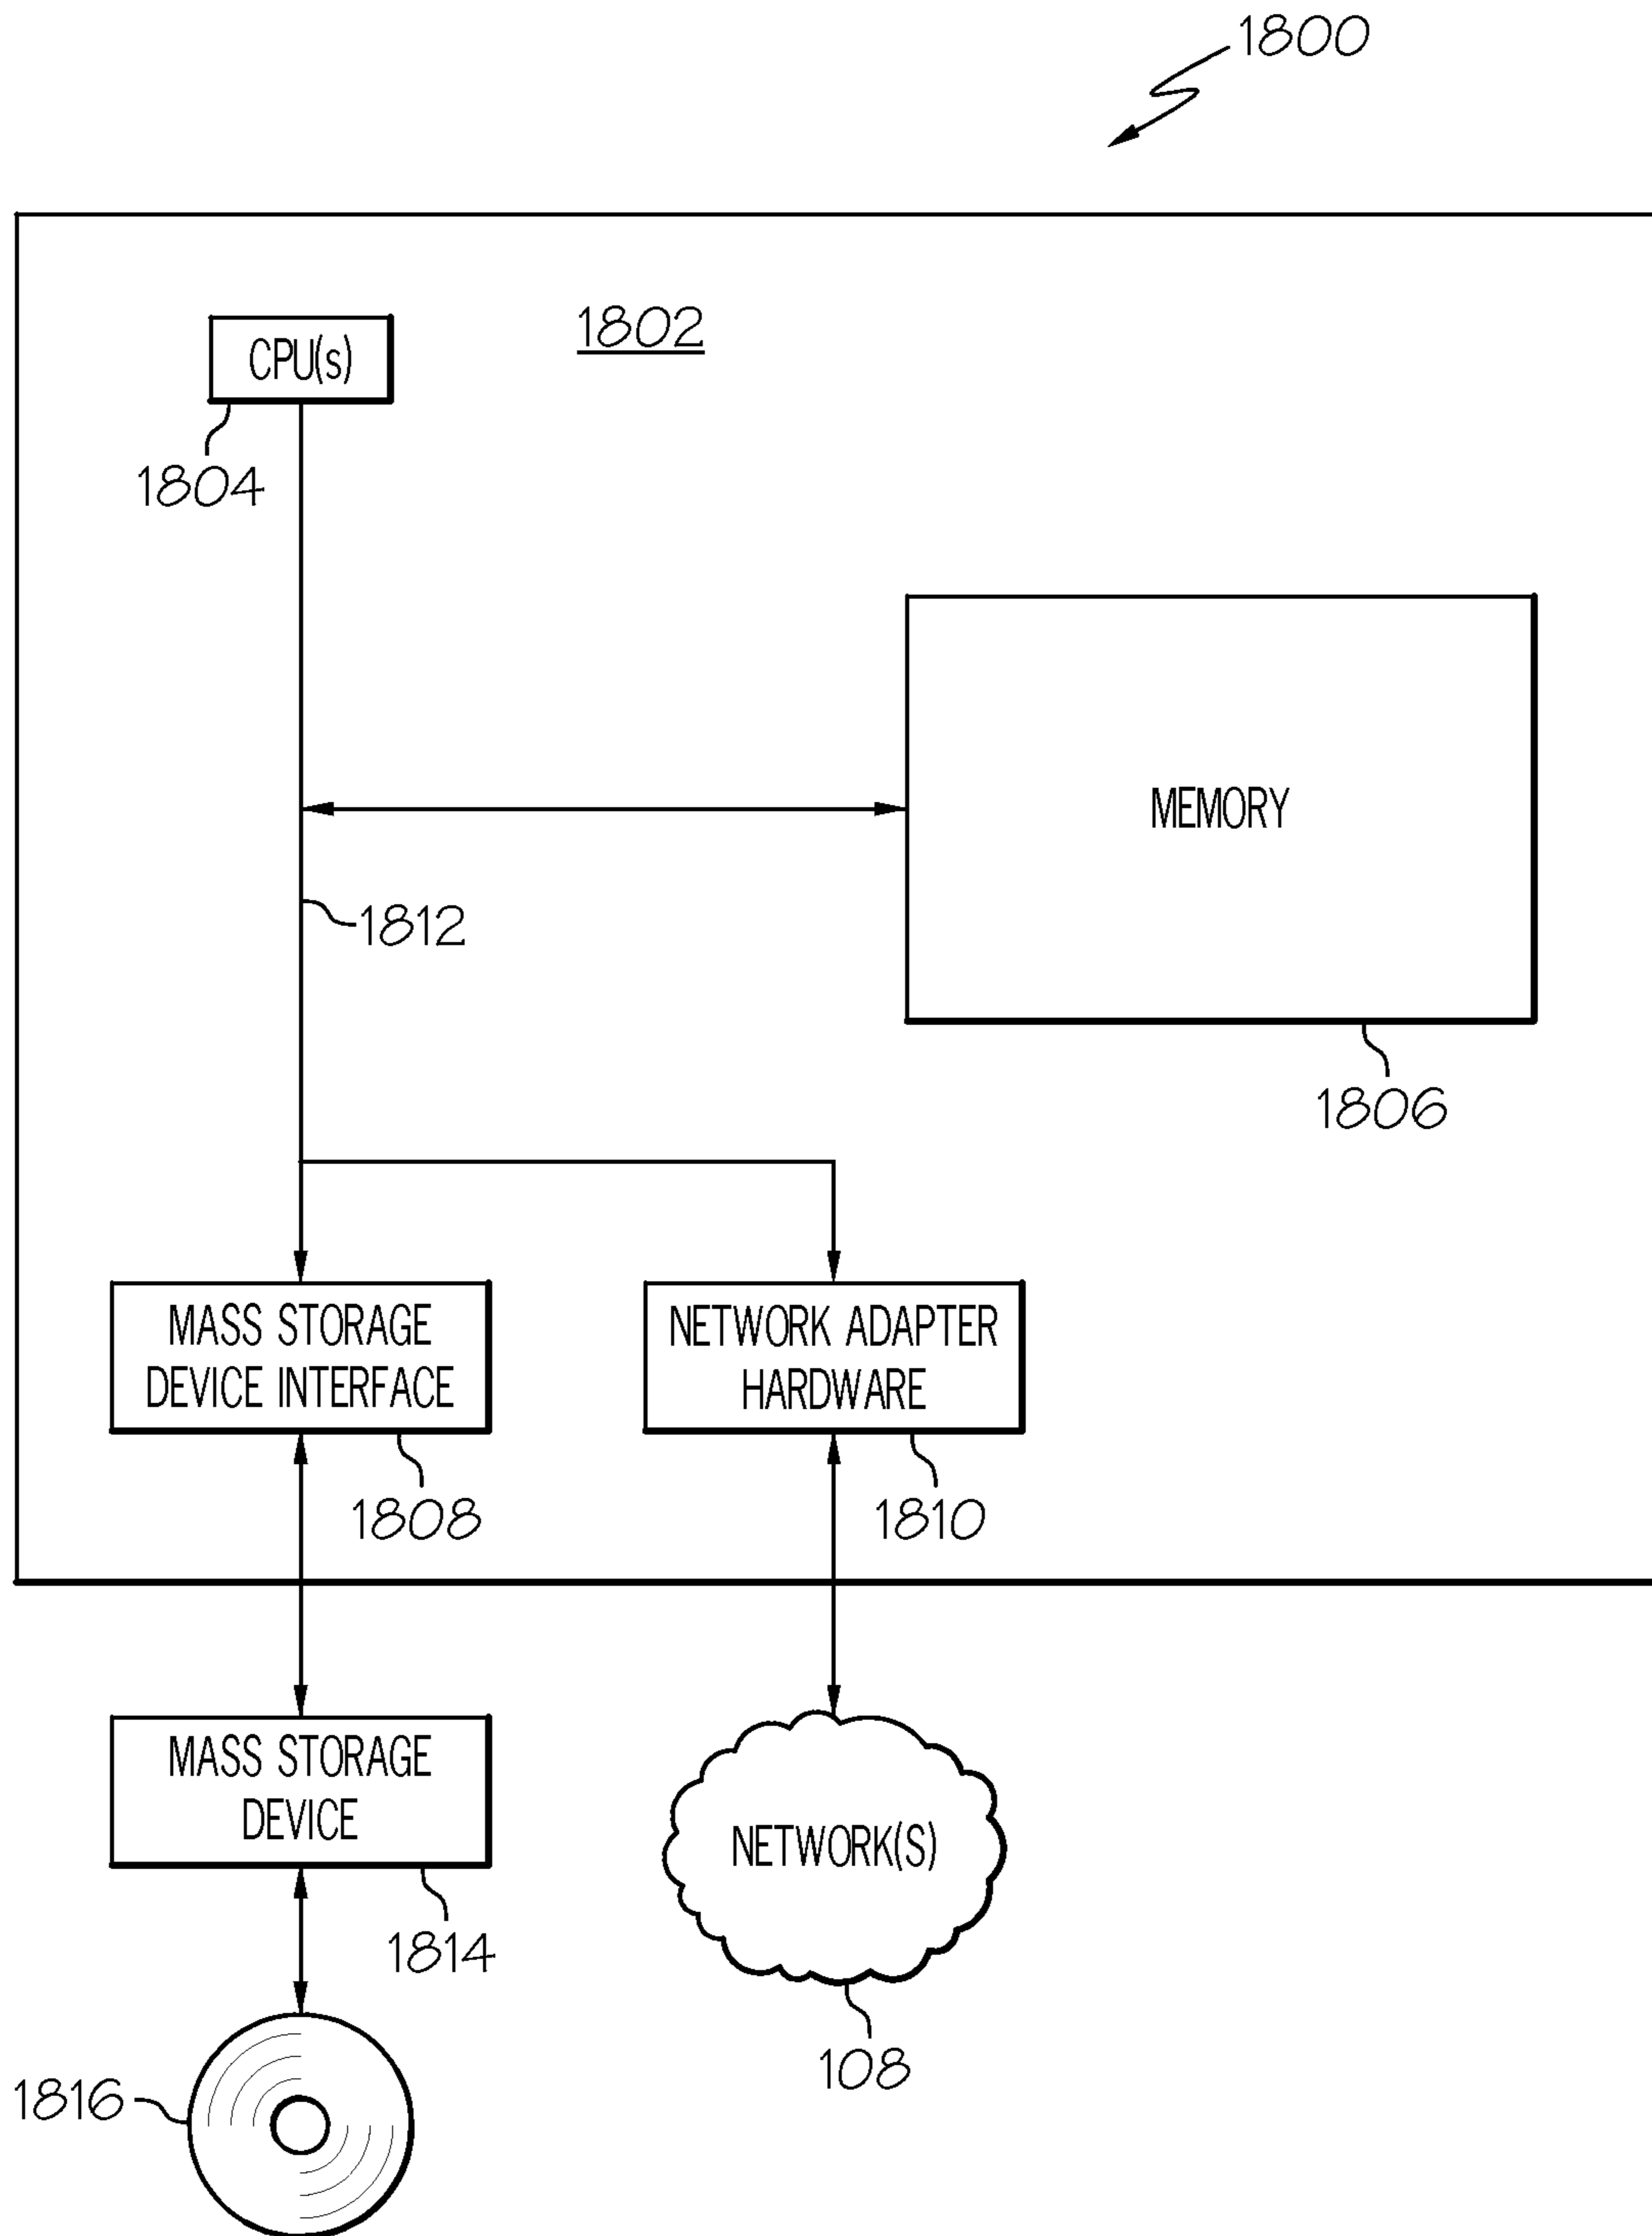 1800
1802
CPU(s)
1804
MEMORY
1812
1806
MASS STORAGE
DEVICE INTERFACE
NETWORK ADAPTER
HARDWARE
1808
1810
MASS STORAGE
DEVICE
NETWORK(S)
1814
108
1816